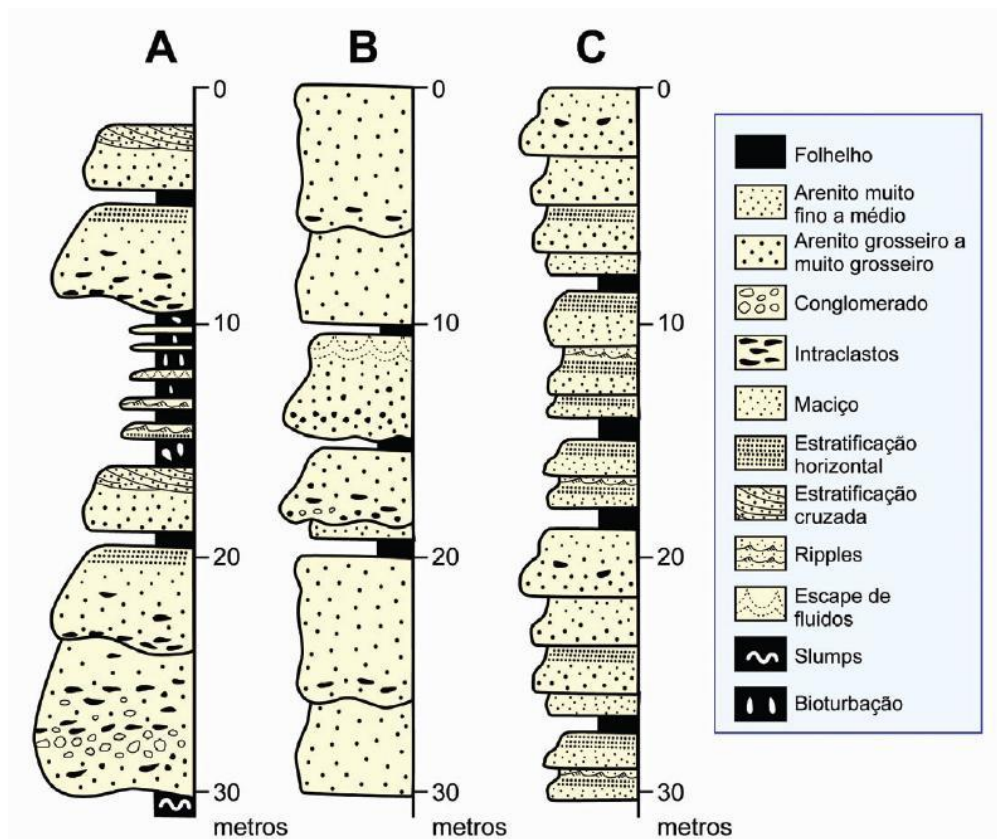 A
B
C
0
10
20
30
metros
0
10
20
30
metros
0
10
20
30
metros
Folhelho
Arenito muito
fino a médio
Arenito grosseiro a
muito grosseiro
Conglomerado
Intraclastos
Maciço
Estratificação
horizontal
Estratificação
cruzada
Ripples
Escape de
fluidos
Slumps
Bioturbação